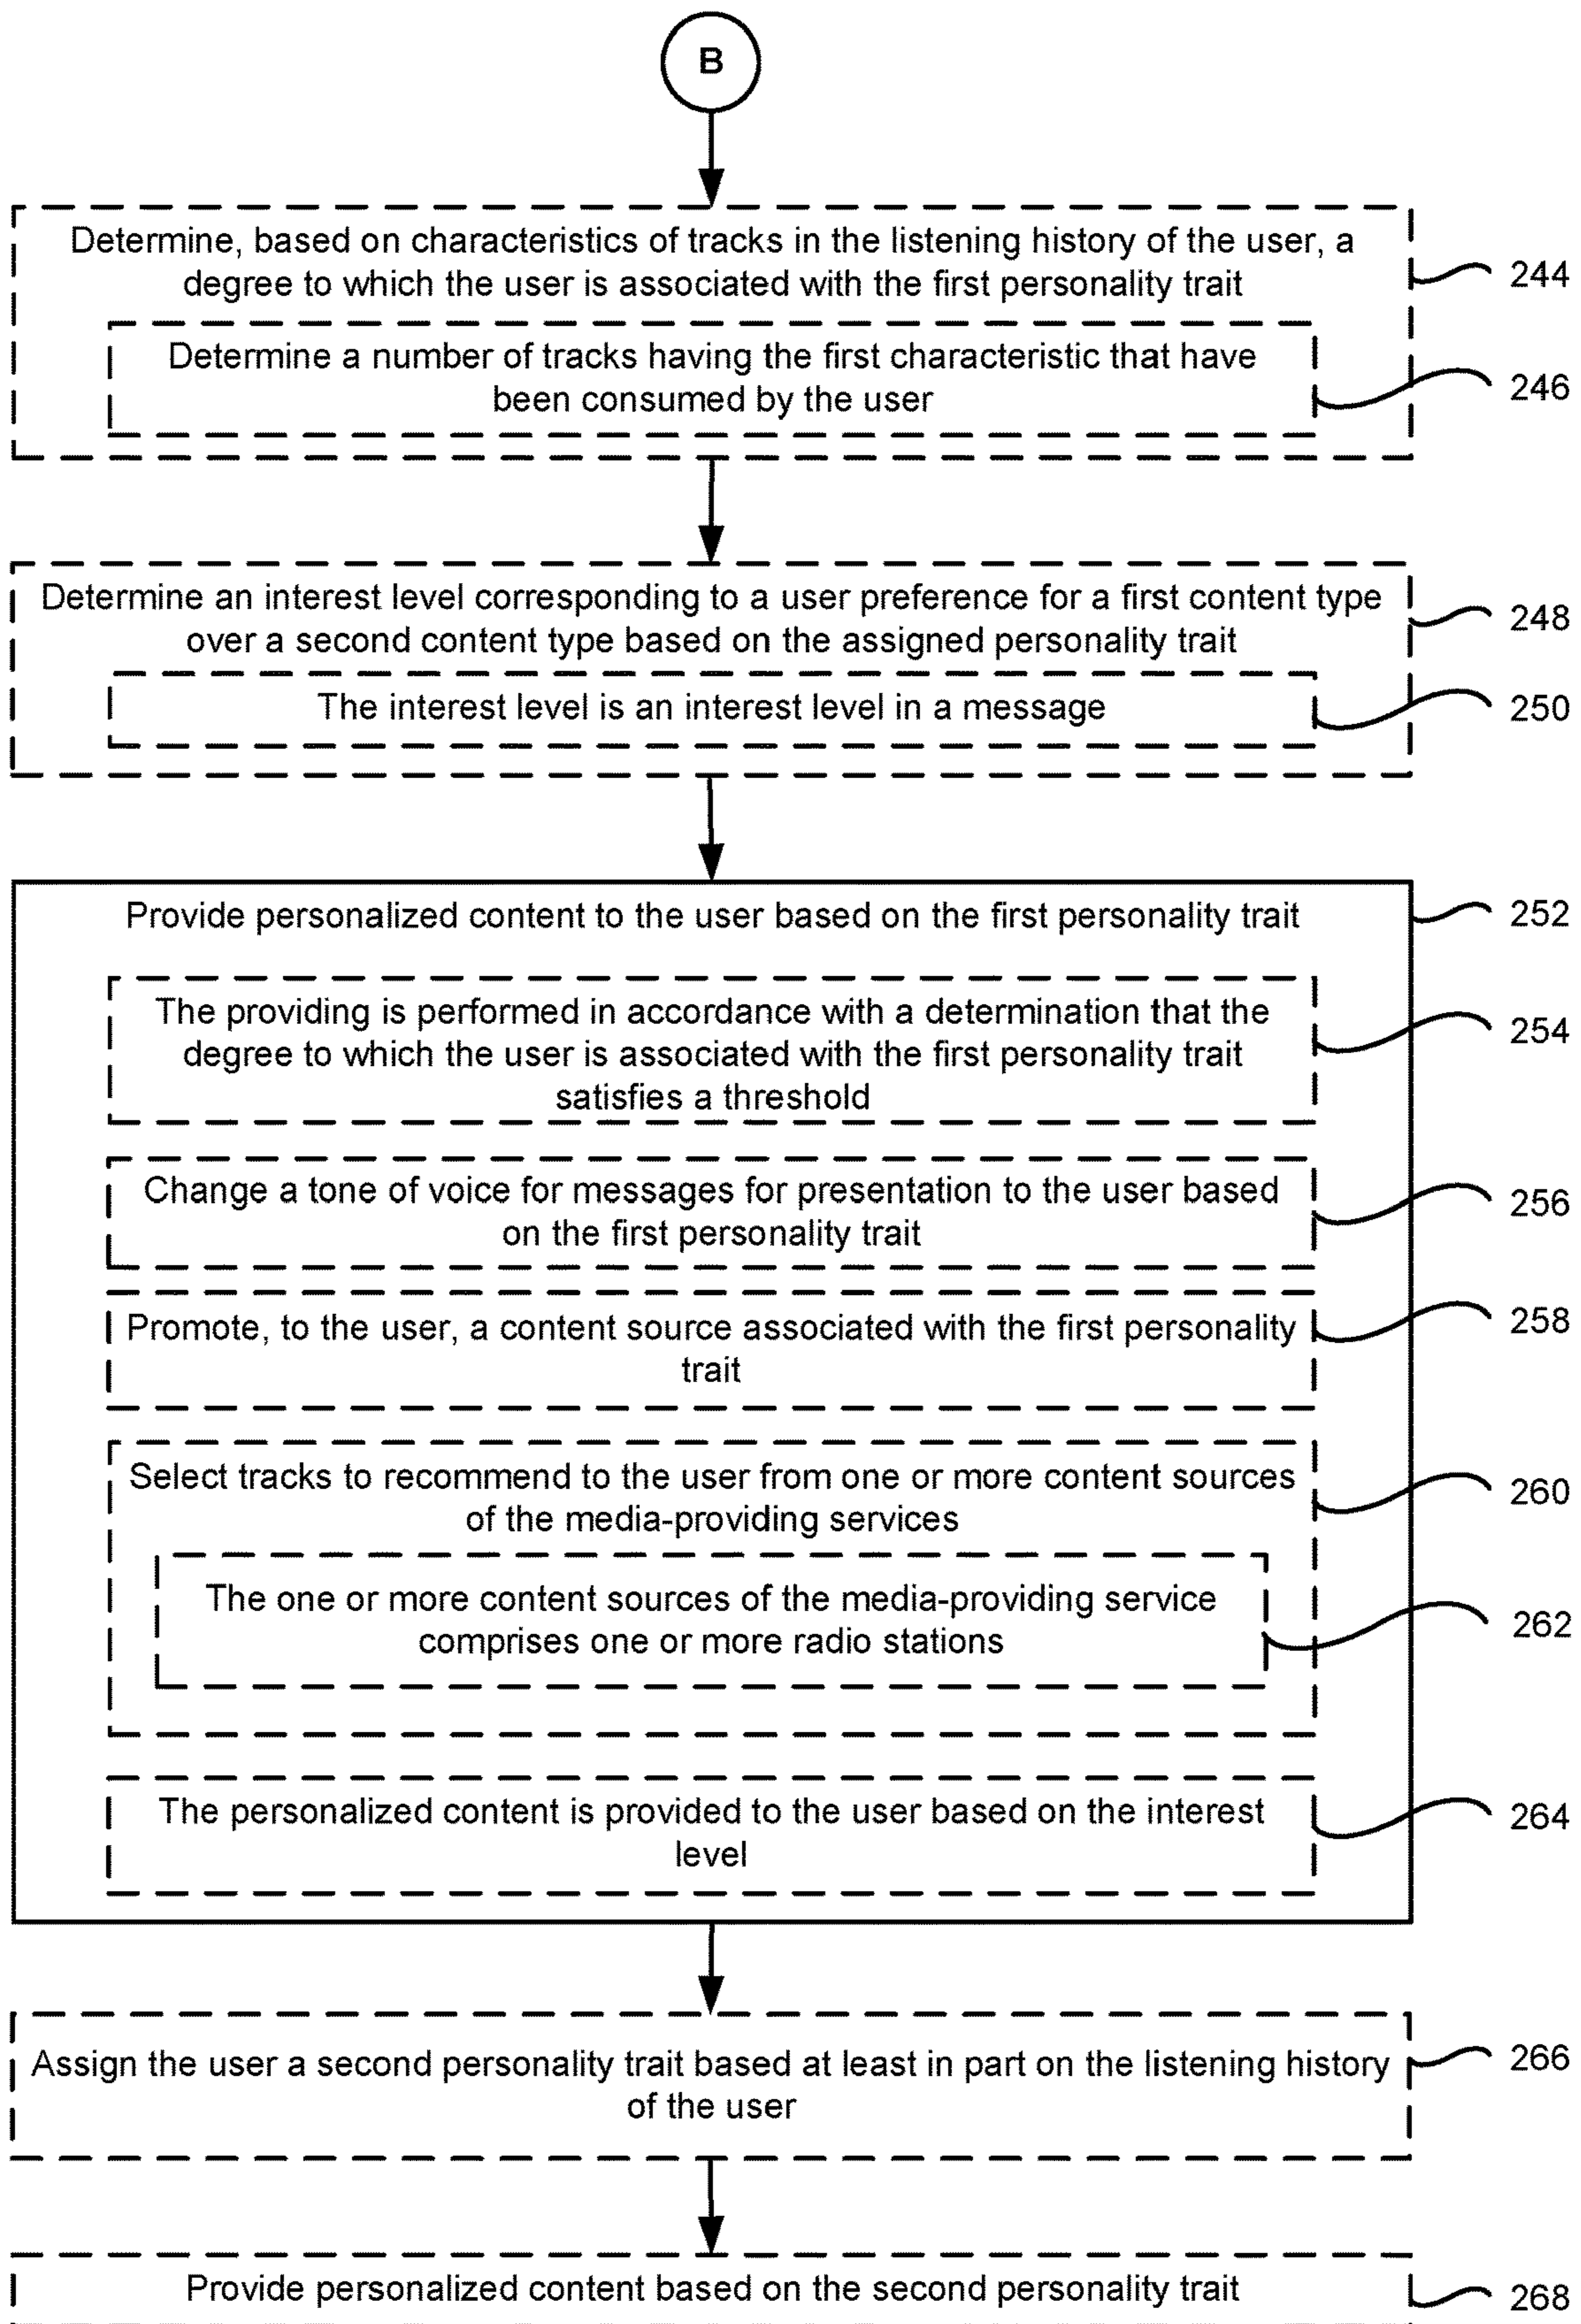 B
Determine, based on characteristics of tracks in the listening history of the user, a
degree to which the user is associated with the first personality trait
244
Determine a number of tracks having the first characteristic that have
been consumed by the user
246
Determine an interest level corresponding to a user preference for a first content type
over a second content type based on the assigned personality trait
248
The interest level is an interest level in a message
250
Provide personalized content to the user based on the first personality trait
252
The providing is performed in accordance with a determination that the
degree to which the user is associated with the first personality trait
satisfies a threshold
254
Change a tone of voice for messages for presentation to the user based
on the first personality trait
256
Promote, to the user, a content source associated with the first personality
trait
258
Select tracks to recommend to the user from one or more content sources
of the media-providing services
260
The one or more content sources of the media-providing service
comprises one or more radio stations
262
The personalized content is provided to the user based on the interest
level
264
Assign the user a second personality trait based at least in part on the listening history
of the user
266
Provide personalized content based on the second personality trait
268